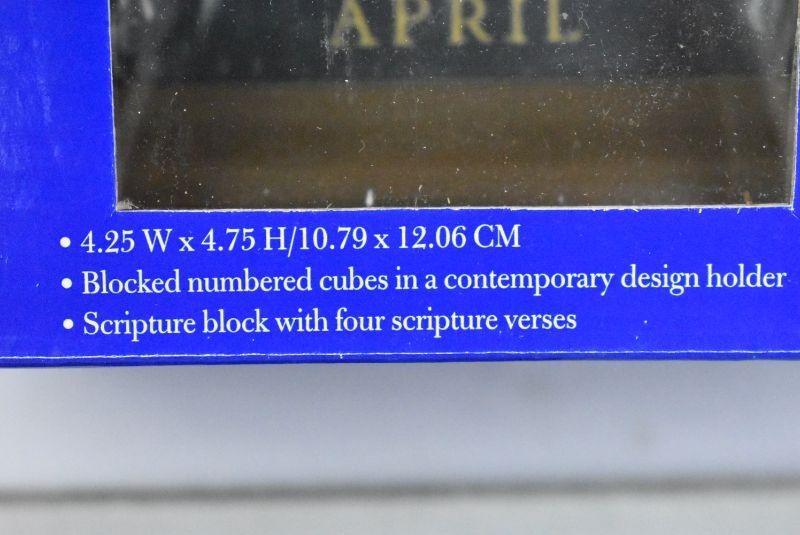 APRIL
• 4.25 W x 4.75 H/10.79 x 12.06 CM
• Blocked numbered cubes in a contemporary design holder
• Scripture block with four scripture verses